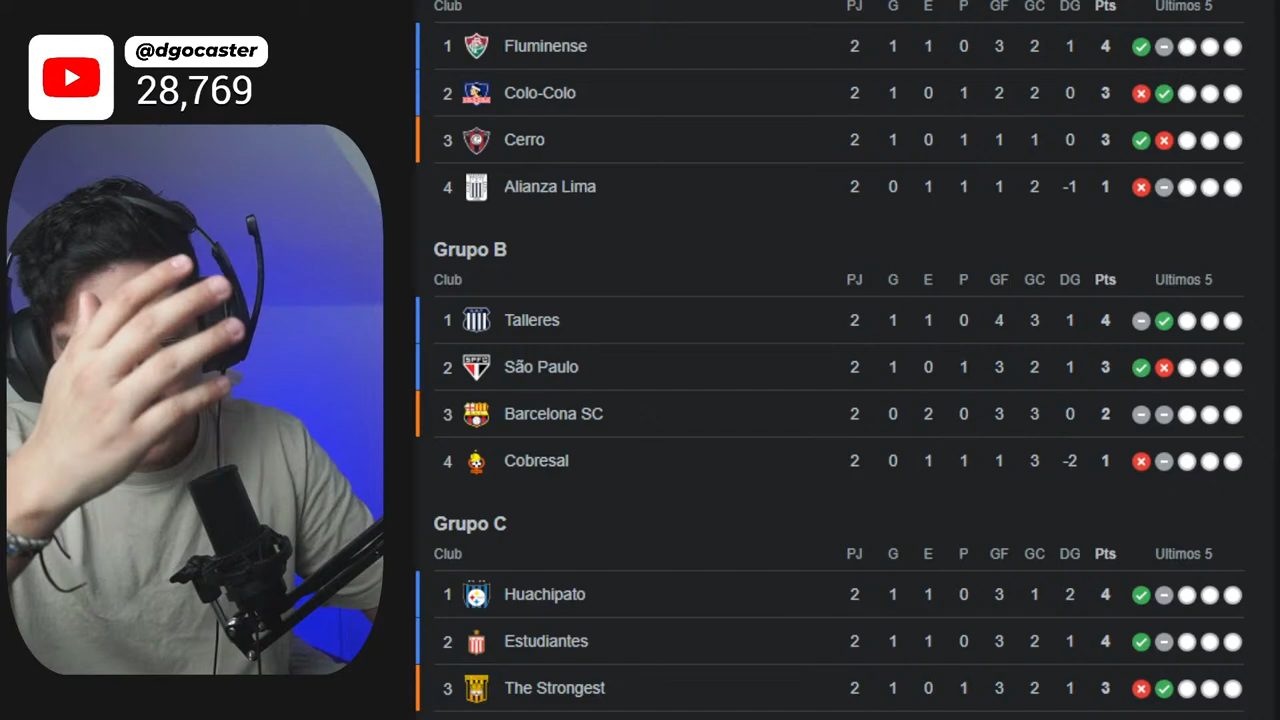 @dgocaster
28,769
Club PJ G E P GF GC DG Pts Ultimos 5
1 Fluminense 2 1 1 0 3 2 1 4
2 Colo-Colo 2 1 0 1 2 2 0 3
3 Cerro 2 1 0 1 1 1 0 3
4 Alianza Lima 2 0 1 1 1 2 -1 1
Grupo B
Club PJ G E P GF GC DG Pts Ultimos 5
1 Talleres 2 1 1 0 4 3 1 4
2 São Paulo 2 1 0 1 3 2 1 3
3 Barcelona SC 2 0 2 0 3 3 0 2
4 Cobresal 2 0 1 1 1 3 -2 1
Grupo C
Club PJ G E P GF GC DG Pts Ultimos 5
1 Huachipato 2 1 1 0 3 1 2 4
2 Estudiantes 2 1 1 0 3 2 1 4
3 The Strongest 2 1 0 1 3 2 1 3